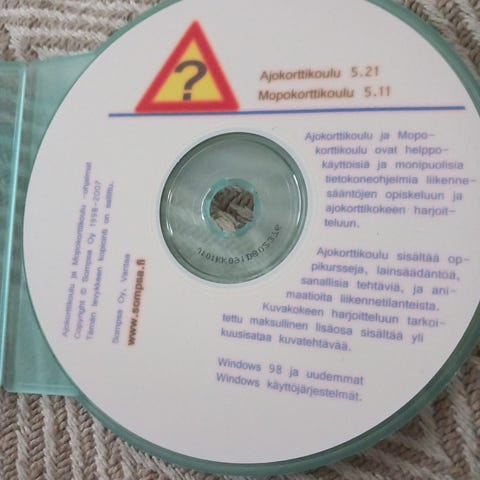 ?
Ajokorttikoulu 5.21
Mopokorttikoulu 5.11
Ajokorttikoulu ja Mopo-
korttikoulu ovat helppo-
käyttöisiä ja monipuolisia
tietokoneohjelmia liikenne-
sääntöjen opiskeluun ja
ajokorttikokeen harjoit-
teluun.
Ajokorttikoulu sisältää op-
pikursseja, lainsäädäntöä,
sanallisia tehtäviä, ja ani-
maatioita liikennetilanteista.
Kuvakokeen harjoitteluun tarkoi-
tettu maksullinen lisäosa sisältää yli
kuusisataa kuvatehtävää.
Windows 98 ja uudemmat
Windows käyttöjärjestelmät.
Ajokorttikoulu ja Mopokorttikoulu -ohjelmat
Copyright © Sompsa Oy 1998-2007
Tämän levykkeen kopiointi on sallittu.
Sompsa Oy, Vantaa
www.sompsa.fi